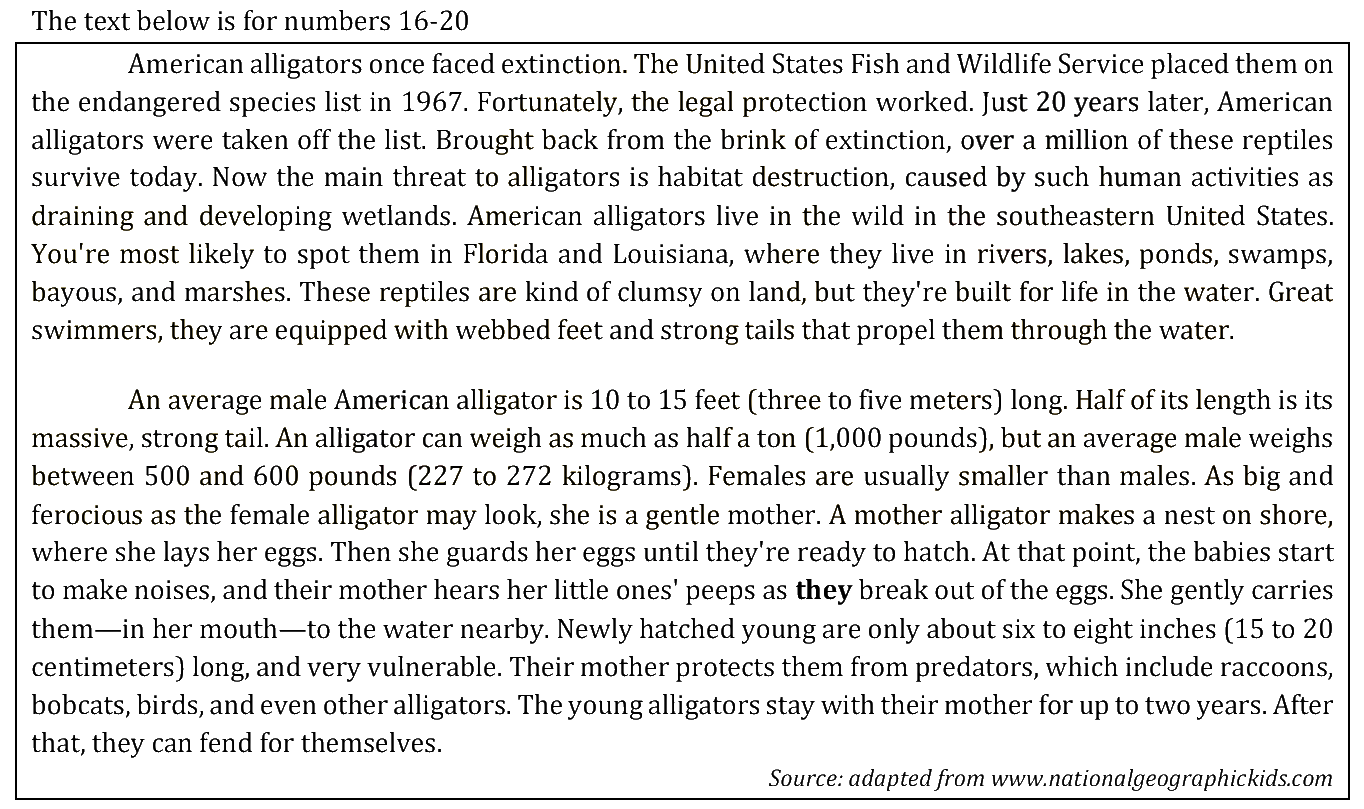 The text below is for numbers 16-20
American alligators once faced extinction. The United States Fish and Wildlife Service placed them on
the endangered species list in 1967. Fortunately, the legal protection worked. Just 20 years later, American
alligators were taken off the list. Brought back from the brink of extinction, over a million of these reptiles
survive today. Now the main threat to alligators is habitat destruction, caused by such human activities as
draining and developing wetlands. American alligators live in the wild in the southeastern United States.
You're most likely to spot them in Florida and Louisiana, where they live in rivers, lakes, ponds, swamps,
bayous, and marshes. These reptiles are kind of clumsy on land, but they're built for life in the water. Great
swimmers, they are equipped with webbed feet and strong tails that propel them through the water.
An average male American alligator is 10 to 15 feet (three to five meters) long. Half of its length is its
massive, strong tail. An alligator can weigh as much as half a ton (1,000 pounds), but an average male weighs
between 500 and 600 pounds (227 to 272 kilograms). Females are usually smaller than males. As big and
ferocious as the female alligator may look, she is a gentle mother. A mother alligator makes a nest on shore,
where she lays her eggs. Then she guards her eggs until they're ready to hatch. At that point, the babies start
to make noises, and their mother hears her little ones' peeps as they break out of the eggs. She gently carries
them—in her mouth—to the water nearby. Newly hatched young are only about six to eight inches (15 to 20
centimeters) long, and very vulnerable. Their mother protects them from predators, which include raccoons,
bobcats, birds, and even other alligators. The young alligators stay with their mother for up to two years. After
that, they can fend for themselves.
Source: adapted from www.nationalgeographickids.com